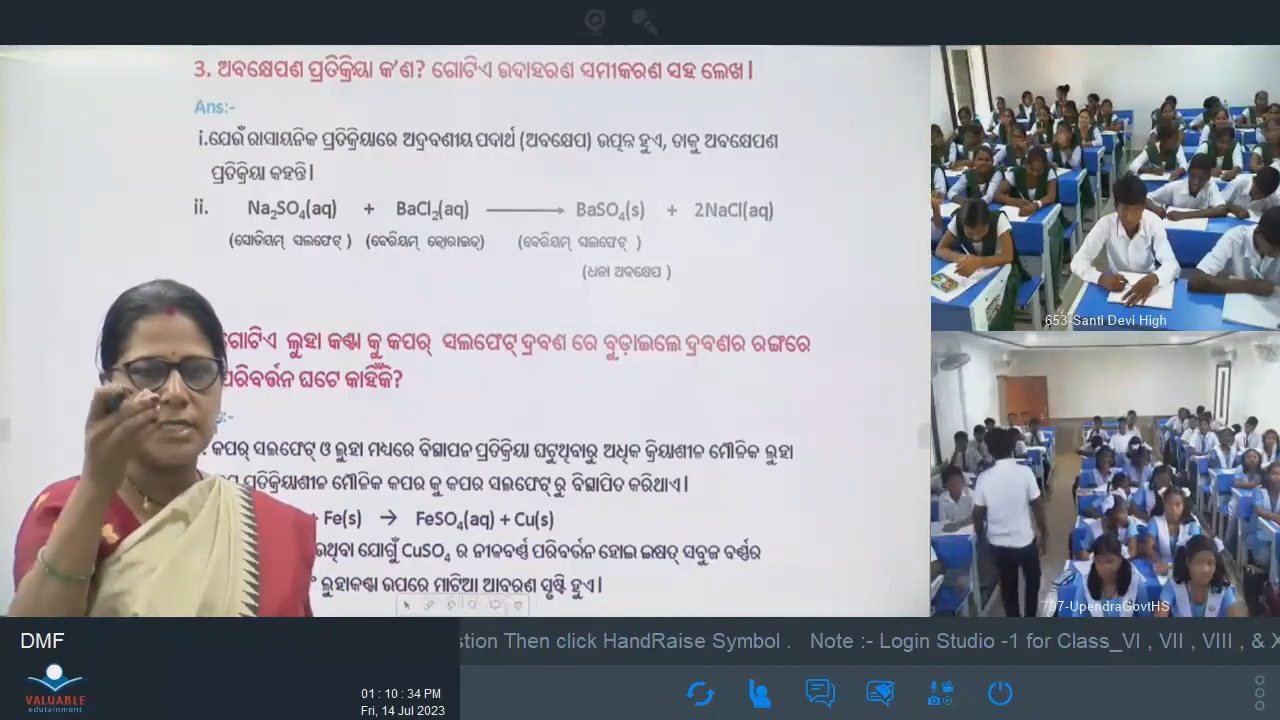 3. ଅବକ୍ଷେପଣ ପ୍ରତିକ୍ରିୟା କ'ଣ? ଗୋଟିଏ ଉଦାହରଣ ସମୀକରଣ ସହ ଲେଖ।
Ans:-
i.ଯେଉଁ ରାସାୟନିକ ପ୍ରତିକ୍ରିୟାରେ ଅଦ୍ରବଣୀୟ ପଦାର୍ଥ (ଅବକ୍ଷେପ) ଉତ୍ପନ୍ନ ହୁଏ, ତାକୁ ଅବକ୍ଷେପଣ
ପ୍ରତିକ୍ରିୟା କହନ୍ତି।
ii. Na₂SO₄(aq) + BaCl₂(aq) ⟶ BaSO₄(s) + 2NaCl(aq)
(ସୋଡିୟମ୍ ସଲଫେଟ୍ ) (ବେରିୟମ୍ କ୍ଲୋରାଇଡ୍) (ବେରିୟମ୍ ସଲଫେଟ୍ )
(ଧଳା ଅବକ୍ଷେପ )
ଗୋଟିଏ ଲୁହା କଣ୍ଟା କୁ କପର୍ ସଲଫେଟ୍ ଦ୍ରବଣ ରେ ବୁଡ଼ାଇଲେ ଦ୍ରବଣର ରଙ୍ଗରେ
ପରିବର୍ତ୍ତନ ଘଟେ କାହିଁକି?
କପର୍ ସଲଫେଟ୍ ଓ ଲୁହା ମଧ୍ୟରେ ବିସ୍ଥାପନ ପ୍ରତିକ୍ରିୟା ଘଟୁଥିବାରୁ ଅଧିକ କ୍ରିୟାଶୀଳ ମୌଳିକ ଲୁହା
ପ୍ରତିକ୍ରିୟାଶୀଳ ମୌଳିକ କପର କୁ କପର ସଲଫେଟ୍ ରୁ ବିସ୍ଥାପିତ କରିଥାଏ।
+ Fe(s) → FeSO₄(aq) + Cu(s)
ଯୋଗୁଁ CuSO₄ ର ନୀଳବର୍ଣ୍ଣ ପରିବର୍ତ୍ତନ ହୋଇ ଇଷତ୍ ସବୁଜ ବର୍ଣ୍ଣର
ଲୁହାକଣ୍ଟା ଉପରେ ମାଟିଆ ଆବରଣ ସୃଷ୍ଟି ହୁଏ।
653-Santi Devi High
797-UpendraGovtHS
DMF
Then click HandRaise Symbol . Note :- Login Studio -1 for Class_VI , VII , VIII , &
VALUABLE
edutainment
01 : 10 : 34 PM
Fri, 14 Jul 2023